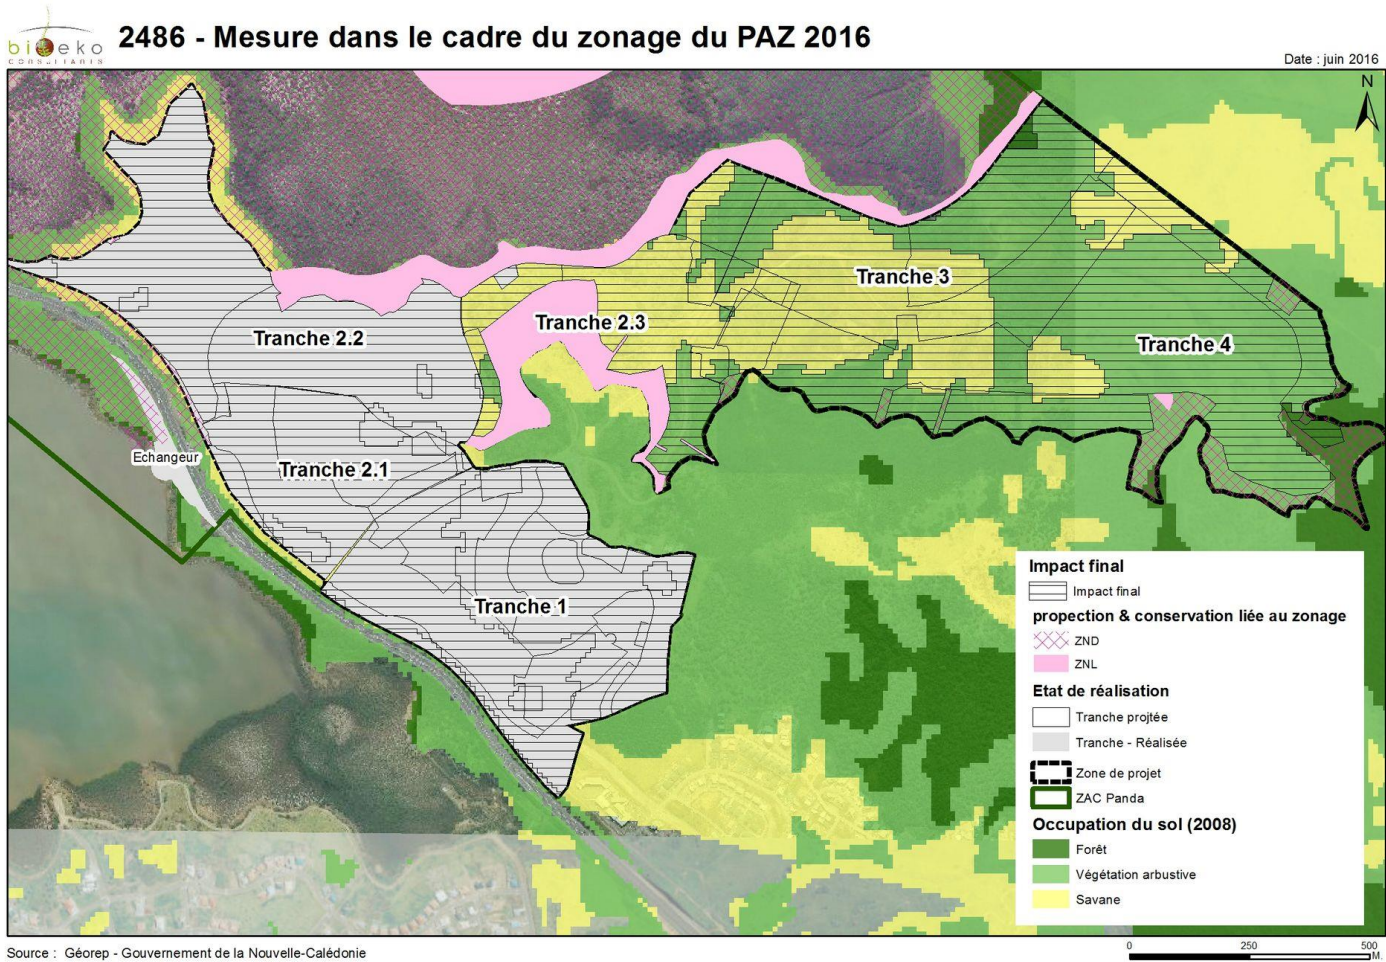 bioeko
CONSULTANTS
2486 - Mesure dans le cadre du zonage du PAZ 2016
Date : juin 2016
N
Tranche 3
Tranche 2.3
Tranche 2.2
Tranche 4
Echangeur
Tranche 2.1
Tranche 1
Impact final
Impact final
propection & conservation liée au zonage
ZND
ZNL
Etat de réalisation
Tranche projtée
Tranche - Réalisée
Zone de projet
ZAC Panda
Occupation du sol (2008)
Forêt
Végétation arbustive
Savane
Source : Géorep - Gouvernement de la Nouvelle-Calédonie
0 250 500
M.